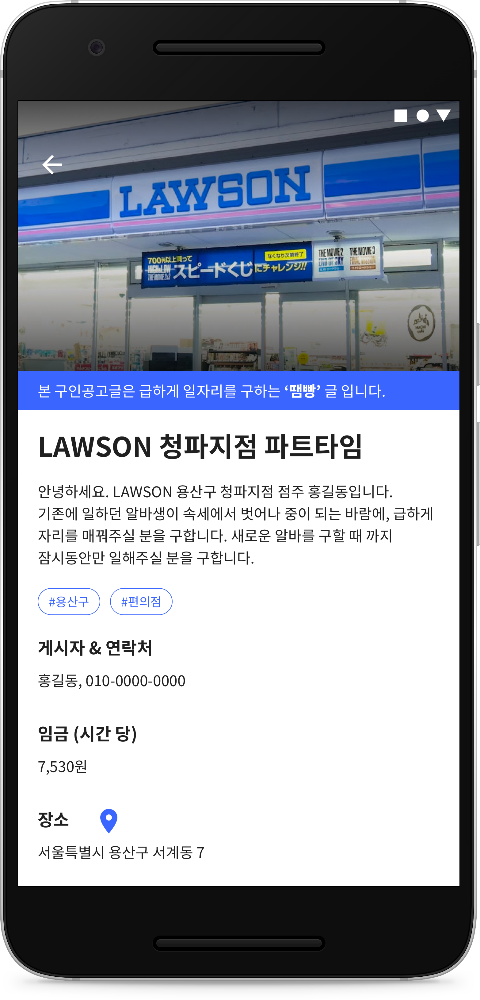 LAWSON
700円以上買って
なくなり次第終了
HiGH&LOW
THE MOVIE 2&3
スピードくじにチャレンジ!!
THE MOVIE 2
END OF SKY
8.19 ロードショー
THE MOVIE 3
FINAL MISSION
11.11 ロードショー
MACHI
café
본 구인공고글은 급하게 일자리를 구하는 ‘땜빵’ 글 입니다.
LAWSON 청파지점 파트타임
안녕하세요. LAWSON 용산구 청파지점 점주 홍길동입니다.
기존에 일하던 알바생이 속세에서 벗어나 중이 되는 바람에, 급하게
자리를 매꿔주실 분을 구합니다. 새로운 알바를 구할 때 까지
잠시동안만 일해주실 분을 구합니다.
#용산구 #편의점
게시자 & 연락처
홍길동, 010-0000-0000
임금 (시간 당)
7,530원
장소
서울특별시 용산구 서계동 7